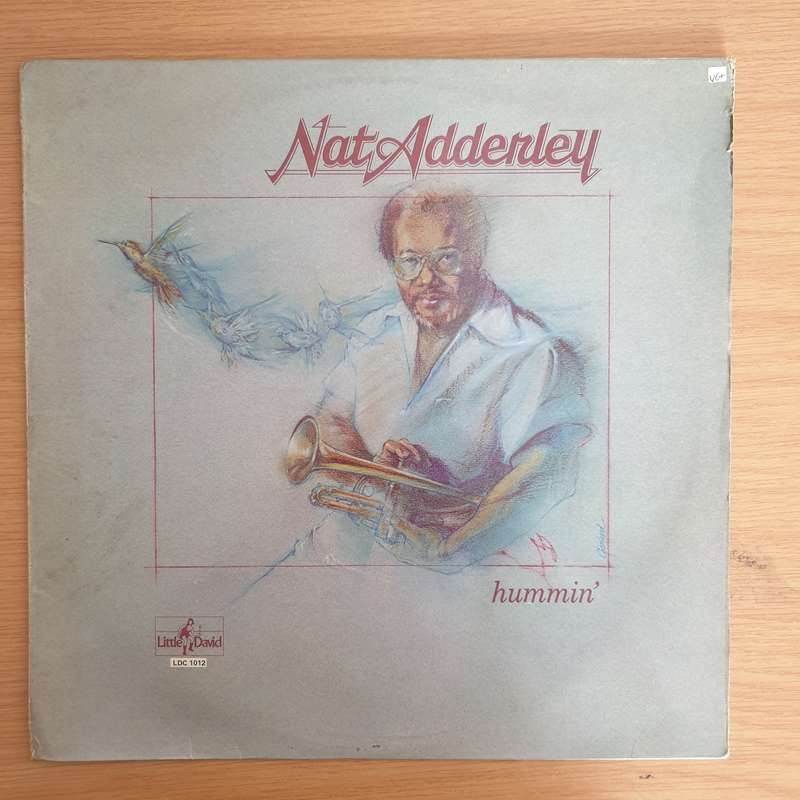 VG+
Nat Adderley
hummin'
Little David
LDC 1012